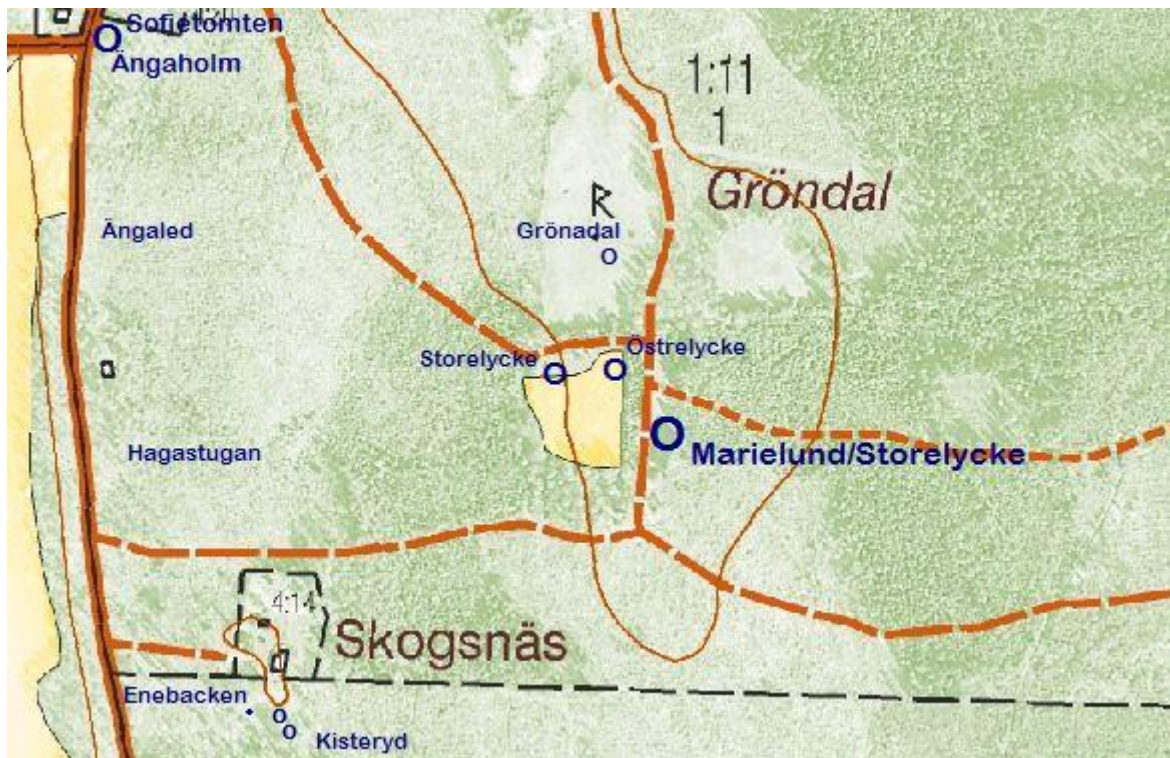 Sofietomten
Ängaholm
1:11
1
Gröndal
R
Ängaled
Grönadal
Storelycke
Östrelycke
Hagastugan
Marielund/Storelycke
4:14
Skogsnäs
Enebacken
Kisteryd